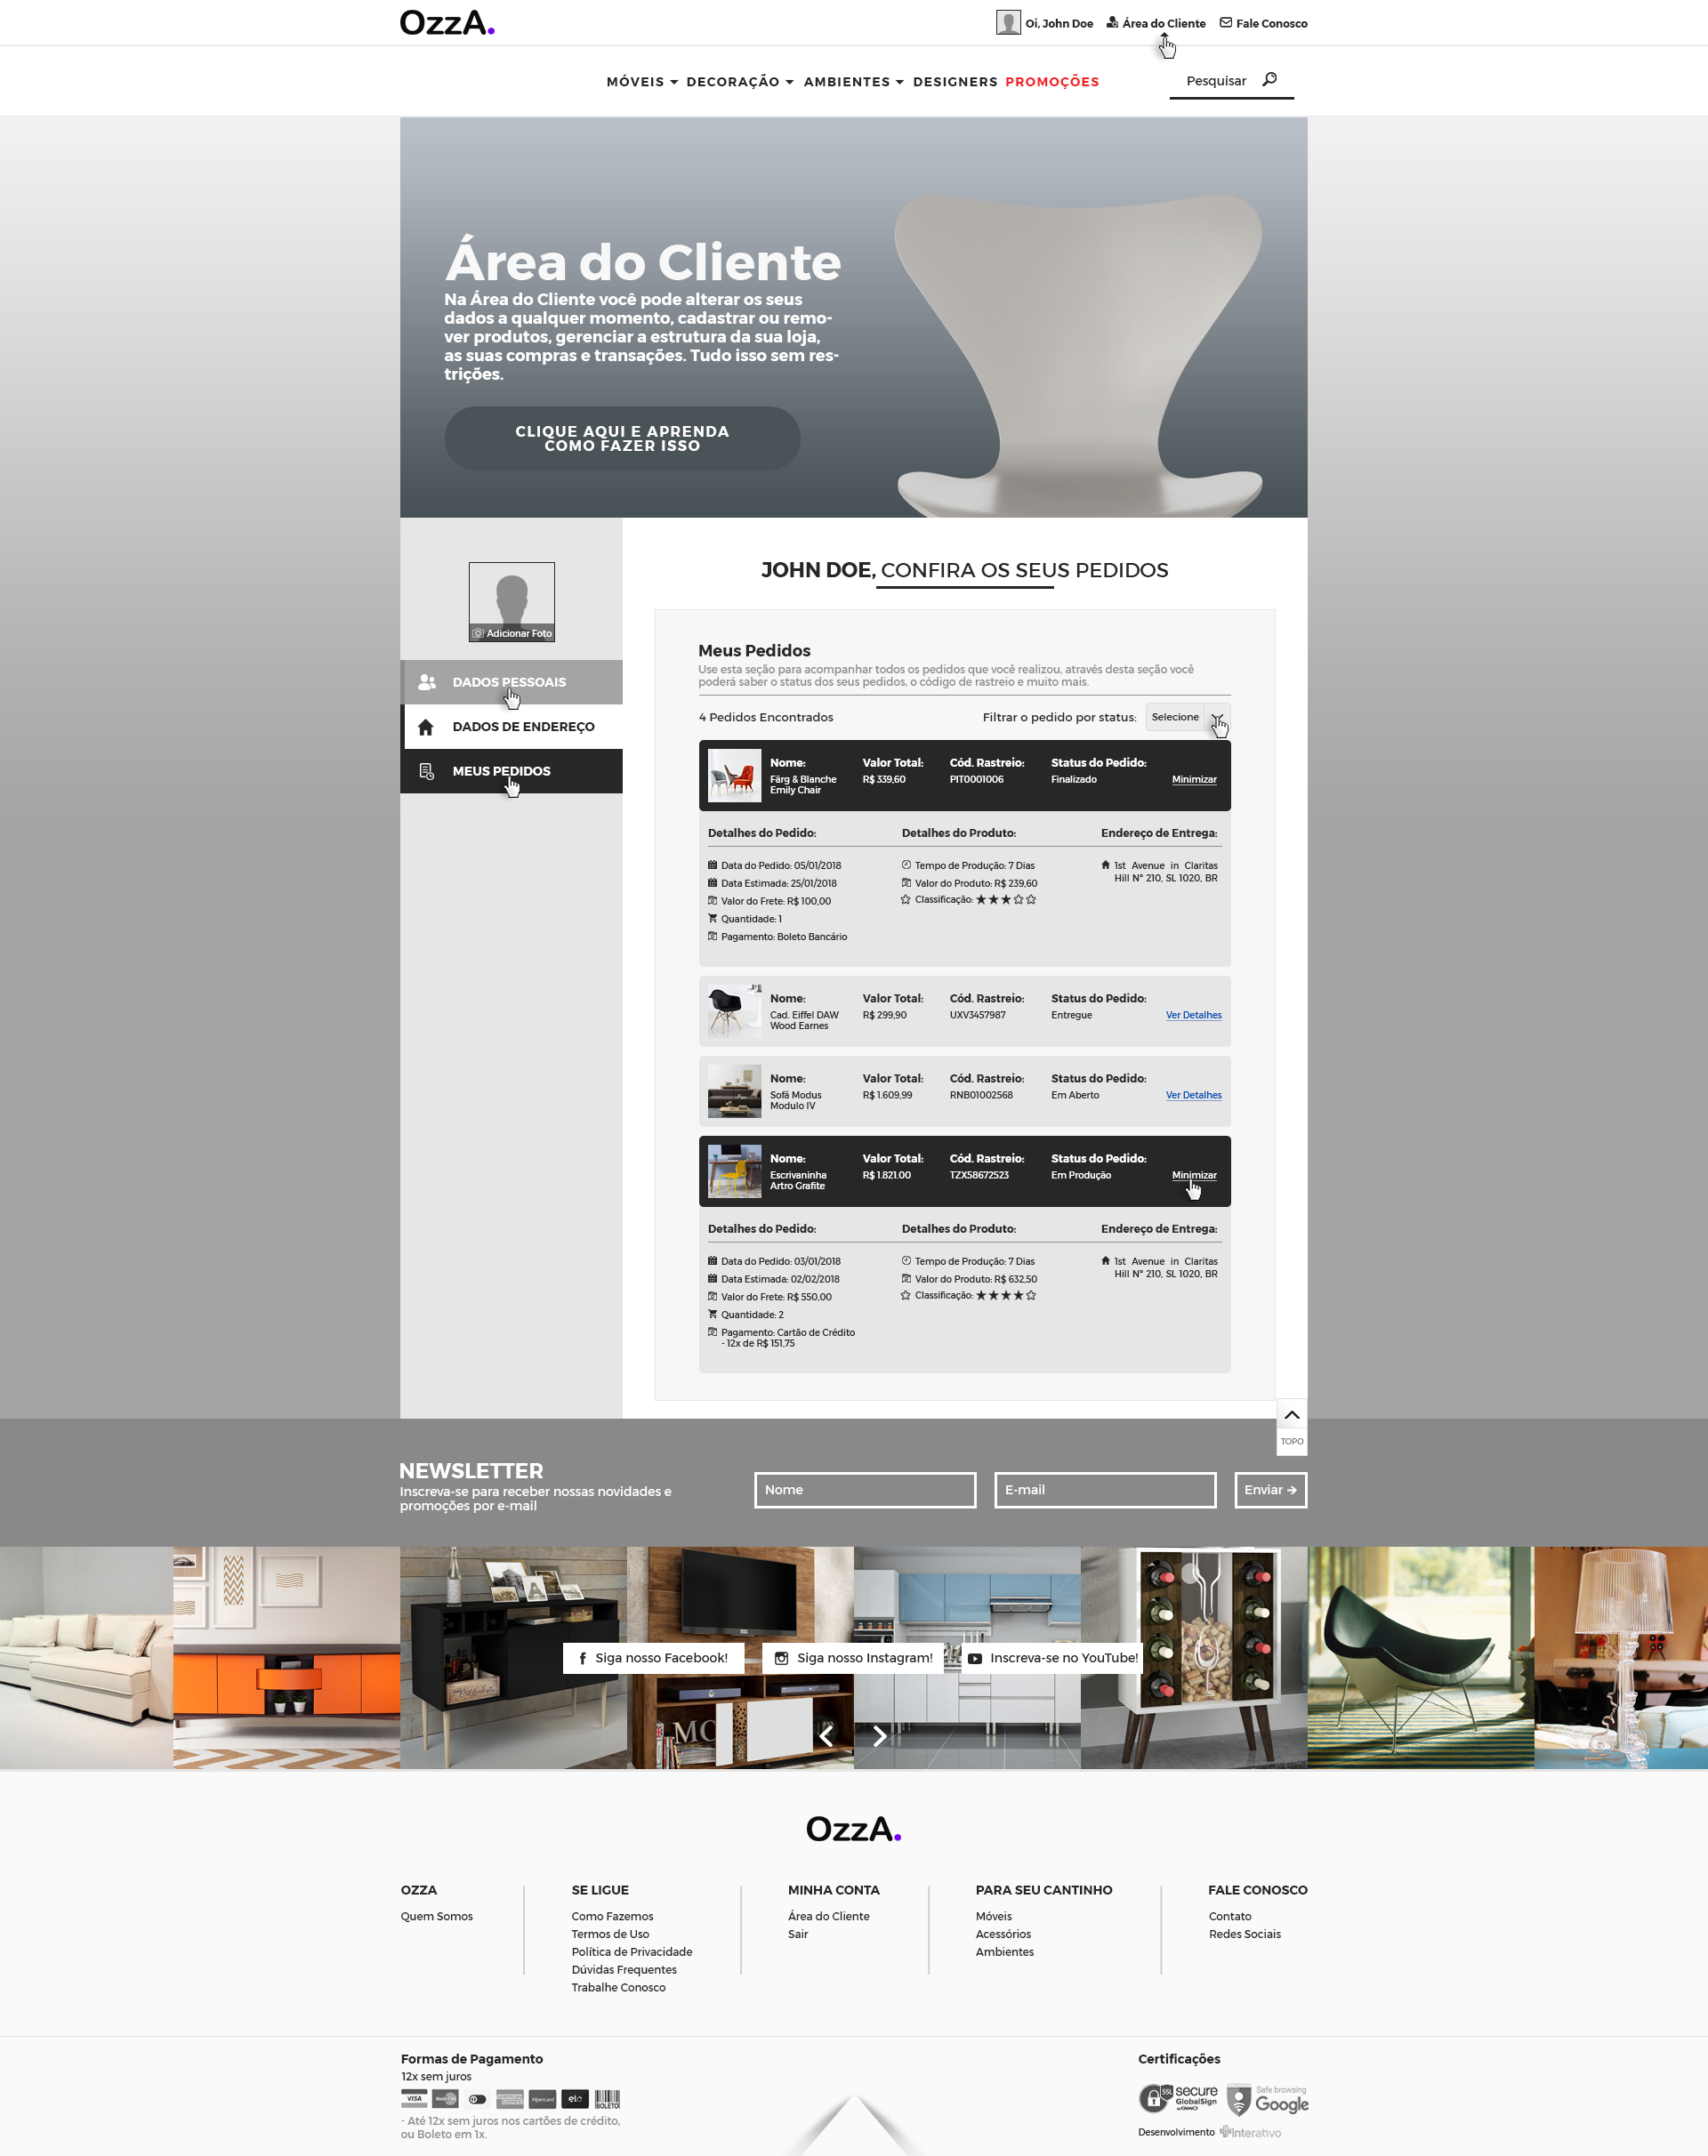 OzzA.
Oi, John Doe
Área do Cliente
Fale Conosco
MÓVEIS
DECORAÇÃO
AMBIENTES
DESIGNERS
PROMOÇÕES
Pesquisar
Área do Cliente
Na Área do Cliente você pode alterar os seus
dados a qualquer momento, cadastrar ou remo-
ver produtos, gerenciar a estrutura da sua loja,
as suas compras e transações. Tudo isso sem res-
trições.
CLIQUE AQUI E APRENDA
COMO FAZER ISSO
Adicionar Foto
DADOS PESSOAIS
DADOS DE ENDEREÇO
MEUS PEDIDOS
JOHN DOE, CONFIRA OS SEUS PEDIDOS
Meus Pedidos
Use esta seção para acompanhar todos os pedidos que você realizou, através desta seção você
poderá saber o status dos seus pedidos, o código de rastreio e muito mais.
4 Pedidos Encontrados
Filtrar o pedido por status:
Selecione
Nome: Valor Total: Cód. Rastreio: Status do Pedido:
Färg & Blanche R$ 339,60 PIT0001006 Finalizado Minimizar
Emily Chair
Detalhes do Pedido: Detalhes do Produto: Endereço de Entrega:
Data do Pedido: 05/01/2018
Data Estimada: 25/01/2018
Valor do Frete: R$ 100,00
Quantidade: 1
Pagamento: Boleto Bancário
Tempo de Produção: 7 Dias
Valor do Produto: R$ 239,60
Classificação:
1st Avenue in Claritas
Hill Nº 210, SL 1020, BR
Nome: Valor Total: Cód. Rastreio: Status do Pedido:
Cad. Eiffel DAW R$ 299,90 UXV3457987 Entregue Ver Detalhes
Wood Earnes
Nome: Valor Total: Cód. Rastreio: Status do Pedido:
Sofá Modus R$ 1.609,99 RNB01002568 Em Aberto Ver Detalhes
Modulo IV
Nome: Valor Total: Cód. Rastreio: Status do Pedido:
Escrivaninha R$ 1.821.00 TZX58672523 Em Produção Minimizar
Artro Grafite
Detalhes do Pedido: Detalhes do Produto: Endereço de Entrega:
Data do Pedido: 03/01/2018
Data Estimada: 02/02/2018
Valor do Frete: R$ 550,00
Quantidade: 2
Pagamento: Cartão de Crédito
- 12x de R$ 151,75
Tempo de Produção: 7 Dias
Valor do Produto: R$ 632,50
Classificação:
1st Avenue in Claritas
Hill Nº 210, SL 1020, BR
TOPO
NEWSLETTER
Inscreva-se para receber nossas novidades e
promoções por e-mail
Nome
E-mail
Enviar
Siga nosso Facebook!
Siga nosso Instagram!
Inscreva-se no YouTube!
OzzA.
OZZA
Quem Somos
SE LIGUE
Como Fazemos
Termos de Uso
Política de Privacidade
Dúvidas Frequentes
Trabalhe Conosco
MINHA CONTA
Área do Cliente
Sair
PARA SEU CANTINHO
Móveis
Acessórios
Ambientes
FALE CONOSCO
Contato
Redes Sociais
Formas de Pagamento
12x sem juros
VISA
Hipercard
elo
BOLETO
- Até 12x sem juros nos cartões de crédito,
ou Boleto em 1x.
Certificações
SSL
secure
GlobalSign
by GMO
Safe browsing
Google
Desenvolvimento
interativo